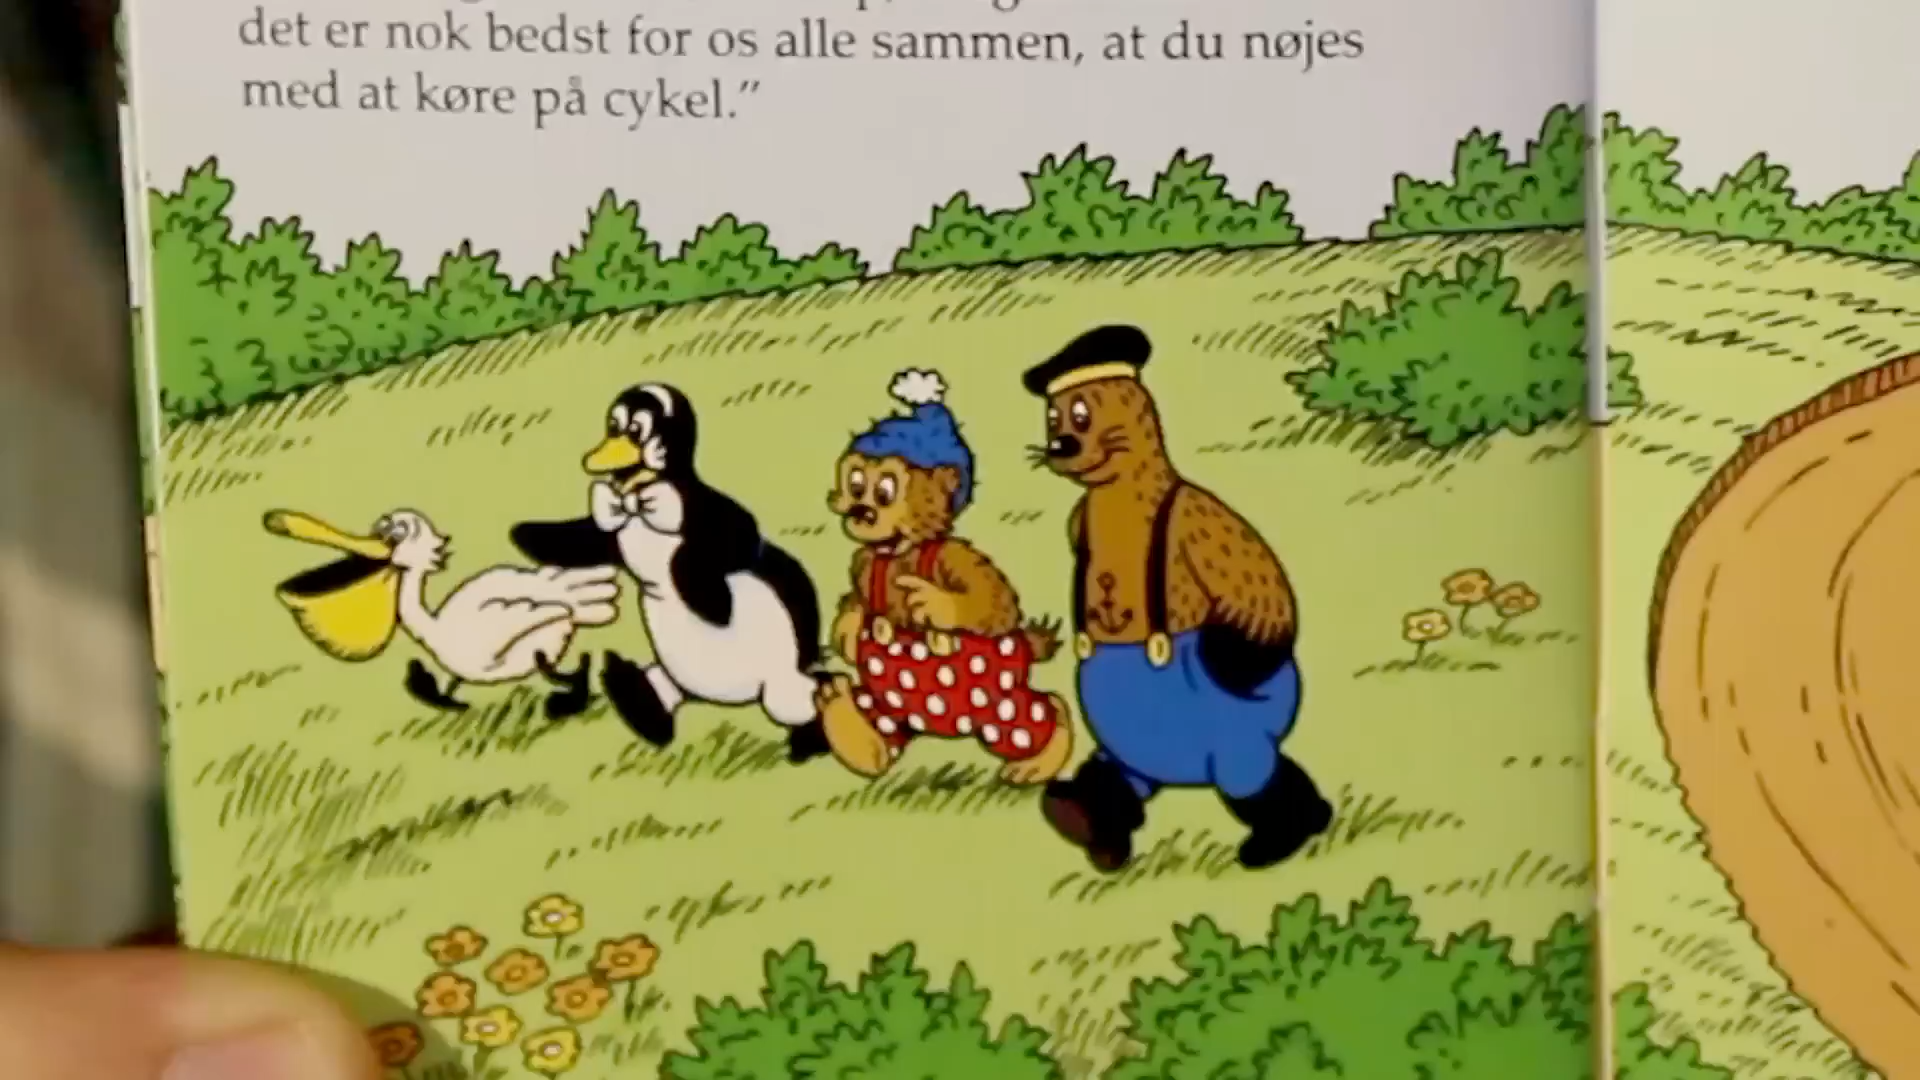 det er nok bedst for os alle sammen, at du nøjes
med at køre på cykel.”